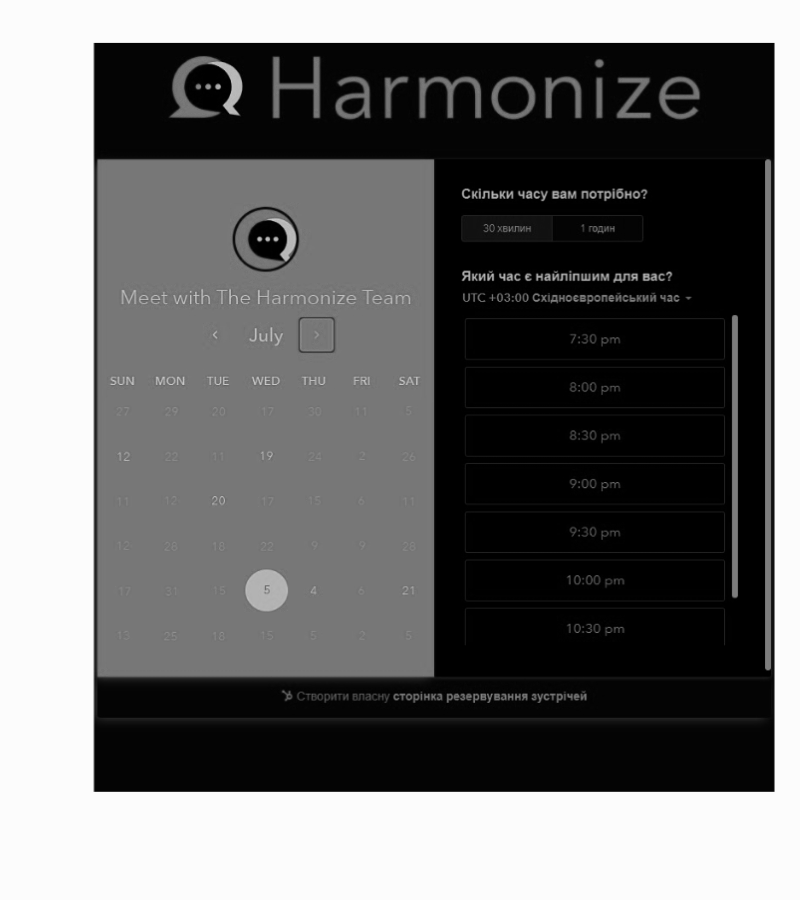 Harmonize
Meet with The Harmonize Team
July
SUN MON TUE WED THU FRI SAT
27 29 20 17 30 11 5
12 22 11 19 24 2 26
11 12 20 17 15 6 11
12 26 18 22 9 9 28
17 31 15 5 4 6 21
13 25 18 15 5 2 5
Скільки часу вам потрібно?
30 хвилин 1 годин
Який час є найліпшим для вас?
UTC +03:00 Східноєвропейський час
7:30 pm
8:00 pm
8:30 pm
9:00 pm
9:30 pm
10:00 pm
10:30 pm
Створити власну сторінка резервування зустрічей